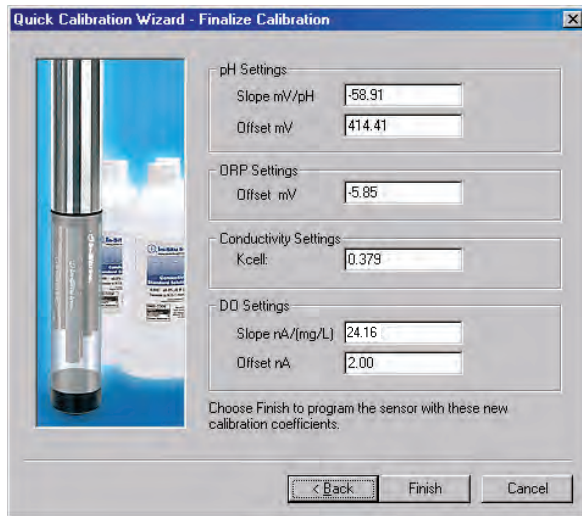 Quick Calibration Wizard - Finalize Calibration
pH Settings
Slope mV/pH -58.91
Offset mV 414.41
ORP Settings
Offset mV -5.85
Conductivity Settings
Kcell: 0.379
DO Settings
Slope nA/(mg/L) 24.16
Offset nA 2.00
Choose Finish to program the sensor with these new
calibration coefficients.
< Back Finish Cancel